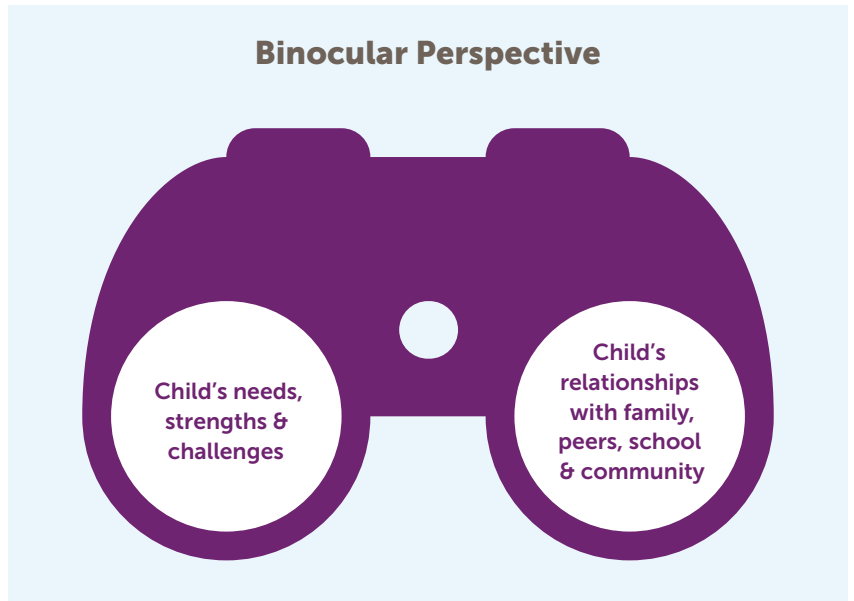 Binocular Perspective
Child’s needs,
strengths &
challenges
Child’s
relationships
with family,
peers, school
& community